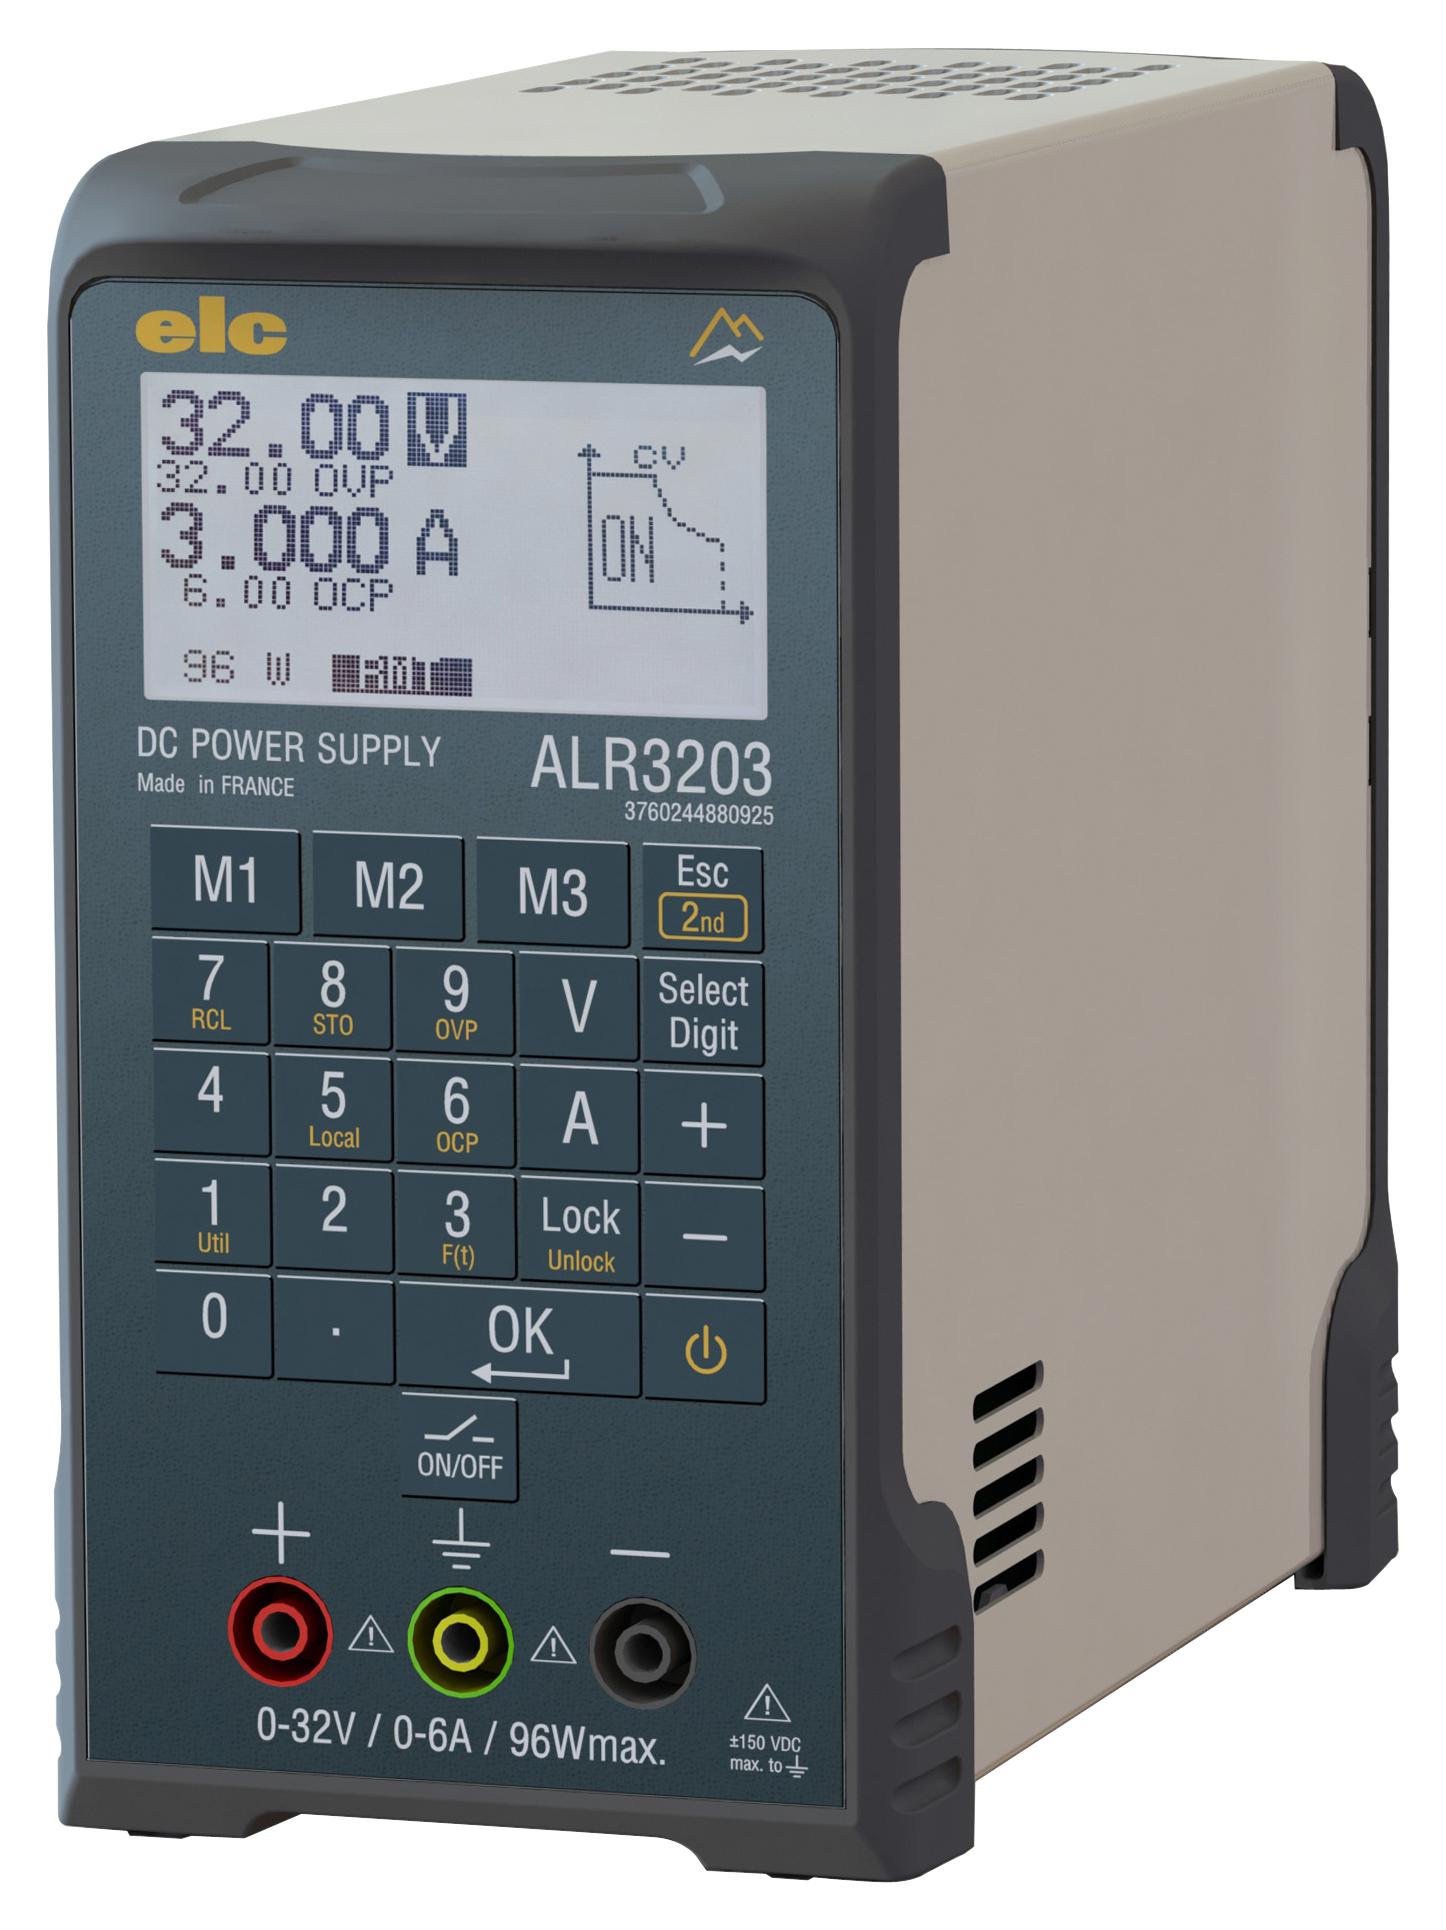 elc
32.00 V
32.00 OVP
3.000 A
6.00 OCP
cv
ON
96 W
DC POWER SUPPLY
Made in FRANCE
ALR3203
3760244880925
M1 M2 M3 Esc
2nd
7 8 9 V Select
RCL STO OVP Digit
4 5 6 A +
Local OCP
1 2 3 Lock −
Util F(t) Unlock
0 . OK
ON/OFF
+ −
0-32V / 0-6A / 96Wmax.
±150 VDC
max. to